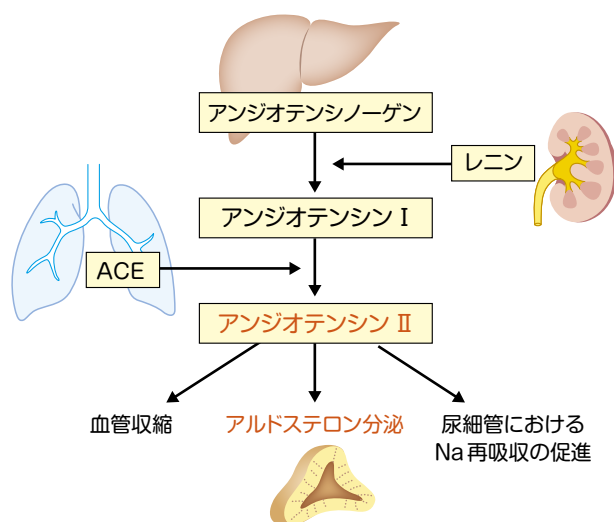 アンジオテンシノーゲン
レニン
アンジオテンシン Ⅰ
ACE
アンジオテンシン Ⅱ
血管収縮
アルドステロン分泌
尿細管における
Na再吸収の促進